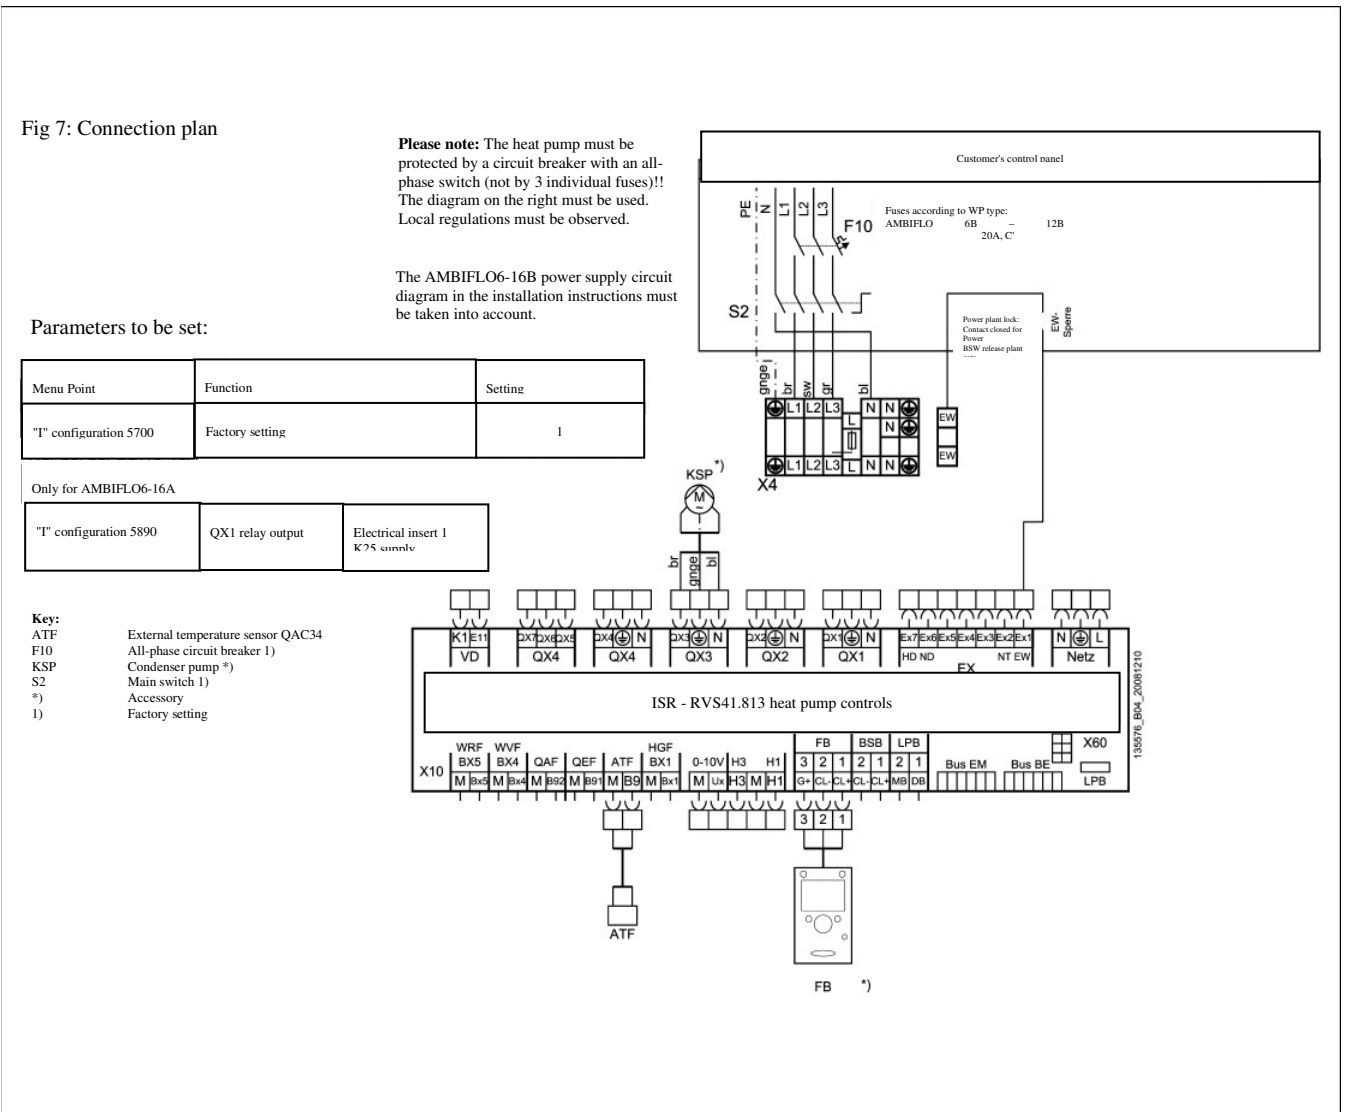 Fig 7: Connection plan
Please note: The heat pump must be
protected by a circuit breaker with an all-
phase switch (not by 3 individual fuses)!!
The diagram on the right must be used.
Local regulations must be observed.
The AMBIFLO6-16B power supply circuit
diagram in the installation instructions must
be taken into account.
Customer's control panel
PE N L1 L2 L3
F10
Fuses according to WP type:
AMBIFLO 6B – 12B
20A, C'
S2
Power plant lock:
Contact closed for
Power
BSW release plant
EW-
Sperre
gnge br sw gr bl
L1 L2 L3 L N N
N
EW
EW
L1 L2 L3 L N N
X4
Parameters to be set:
Menu Point Function Setting
"I" configuration 5700 Factory setting 1
Only for AMBIFLO6-16A
"I" configuration 5890 QX1 relay output Electrical insert 1
K25 supply
Key:
ATF External temperature sensor QAC34
F10 All-phase circuit breaker 1)
KSP Condenser pump *)
S2 Main switch 1)
*) Accessory
1) Factory setting
KSP *)
M
~
br gnge bl
K1 E11 QX7 QX6 QX5 QX4 N QX3 N QX2 N QX1 N Ex7 Ex6 Ex5 Ex4 Ex3 Ex2 Ex1 N L
VD QX4 QX4 QX3 QX2 QX1 HD ND NT EW Netz
EX
ISR - RVS41.813 heat pump controls
135576_B04_20081210
WRF WVF HGF FB BSB LPB X60
BX5 BX4 QAF QEF ATF BX1 0-10V H3 H1 3 2 1 2 1 2 1 Bus EM Bus BE
X10 M Bx5 M Bx4 M B92 M B91 M B9 M Bx1 M Ux H3 M H1 G+ CL- CL+ CL- CL+ MB DB LPB
3 2 1
ATF
FB *)